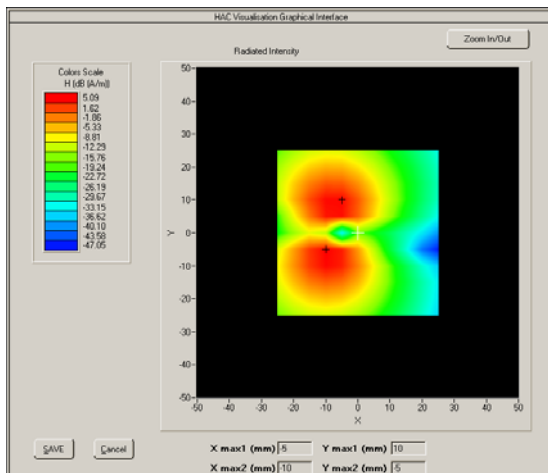 HAC Visualisation Graphical Interface
Zoom In/Out
Radiated Intensity
Colors Scale
H (dB (A/m))
5.09
1.62
-1.86
-5.33
-8.81
-12.29
-15.76
-19.24
-22.72
-26.19
-29.67
-33.15
-36.62
-40.10
-43.58
-47.05
50
40
30
20
10
0
-10
-20
-30
-40
-50
Y
-50 -40 -30 -20 -10 0 10 20 30 40 50
X
SAVE
Cancel
X max1 (mm) -5 Y max1 (mm) 10
X max2 (mm) -10 Y max2 (mm) -5